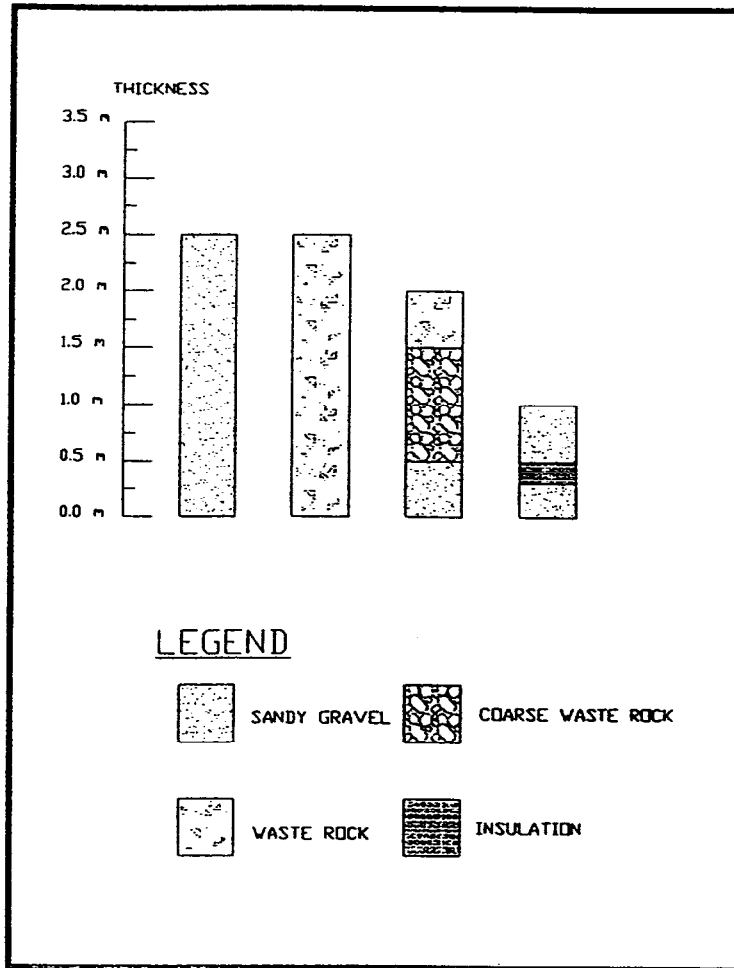 THICKNESS
3.5 m
3.0 m
2.5 m
2.0 m
1.5 m
1.0 m
0.5 m
0.0 m
LEGEND
SANDY GRAVEL
COARSE WASTE ROCK
WASTE ROCK
INSULATION